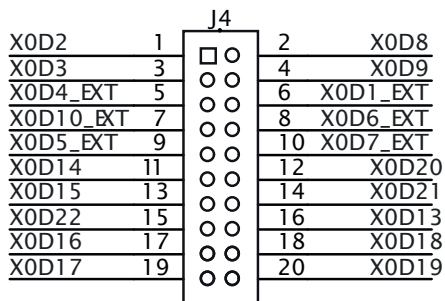 J4
X0D2 1 2 X0D8
X0D3 3 4 X0D9
X0D4_EXT 5 6 X0D1_EXT
X0D10_EXT 7 8 X0D6_EXT
X0D5_EXT 9 10 X0D7_EXT
X0D14 11 12 X0D20
X0D15 13 14 X0D21
X0D22 15 16 X0D13
X0D16 17 18 X0D18
X0D17 19 20 X0D19